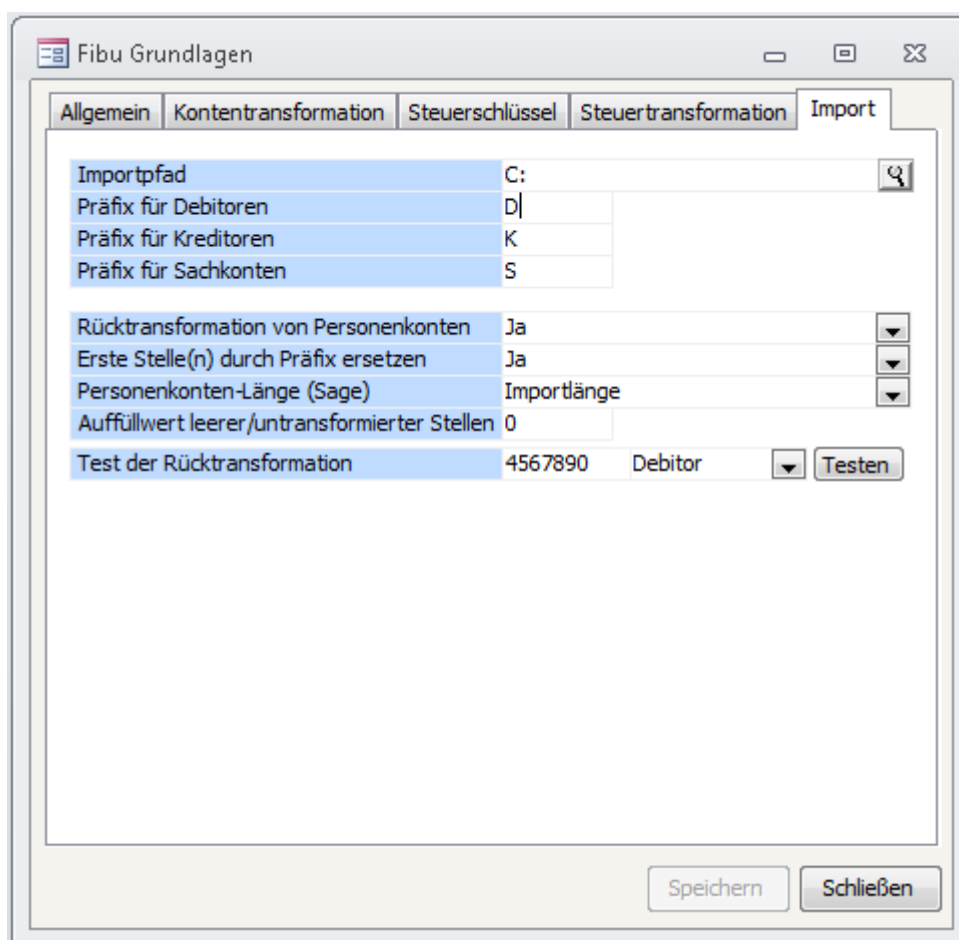 Fibu Grundlagen
Allgemein Kontentransformation Steuerschlüssel Steuertransformation Import
Importpfad C:
Präfix für Debitoren D
Präfix für Kreditoren K
Präfix für Sachkonten S
Rücktransformation von Personenkonten Ja
Erste Stelle(n) durch Präfix ersetzen Ja
Personenkonten-Länge (Sage) Importlänge
Auffüllwert leerer/untransformierter Stellen 0
Test der Rücktransformation 4567890 Debitor Testen
Speichern Schließen